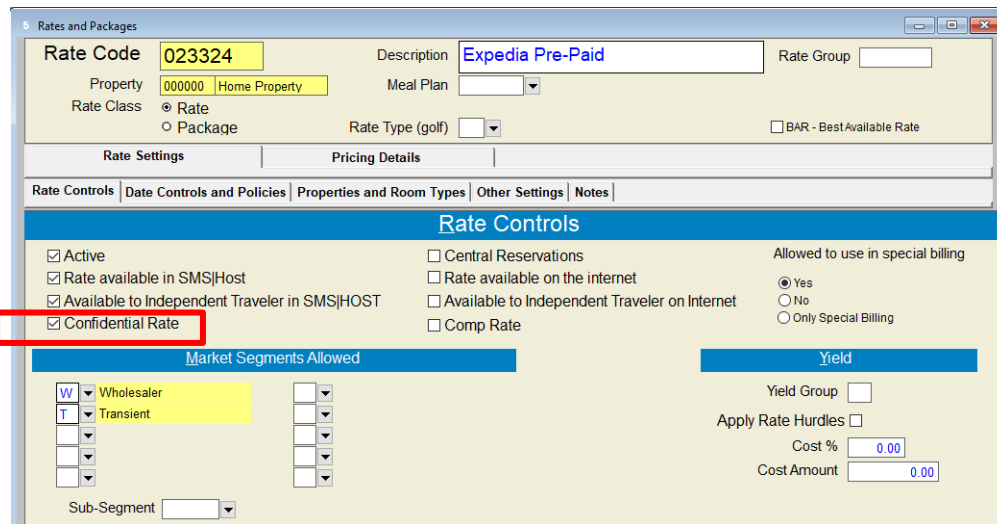 5 Rates and Packages
Rate Code 023324 Description Expedia Pre-Paid Rate Group
Property 000000 Home Property Meal Plan
Rate Class Rate
Package Rate Type (golf) BAR - Best Available Rate
Rate Settings Pricing Details
Rate Controls Date Controls and Policies Properties and Room Types Other Settings Notes
Rate Controls
Active Central Reservations Allowed to use in special billing
Rate available in SMS|Host Rate available on the internet Yes
Available to Independent Traveler in SMS|HOST Available to Independent Traveler on Internet No
Confidential Rate Comp Rate Only Special Billing
Market Segments Allowed Yield
W Wholesaler Yield Group
T Transient Apply Rate Hurdles
Cost % 0.00
Cost Amount 0.00
Sub-Segment